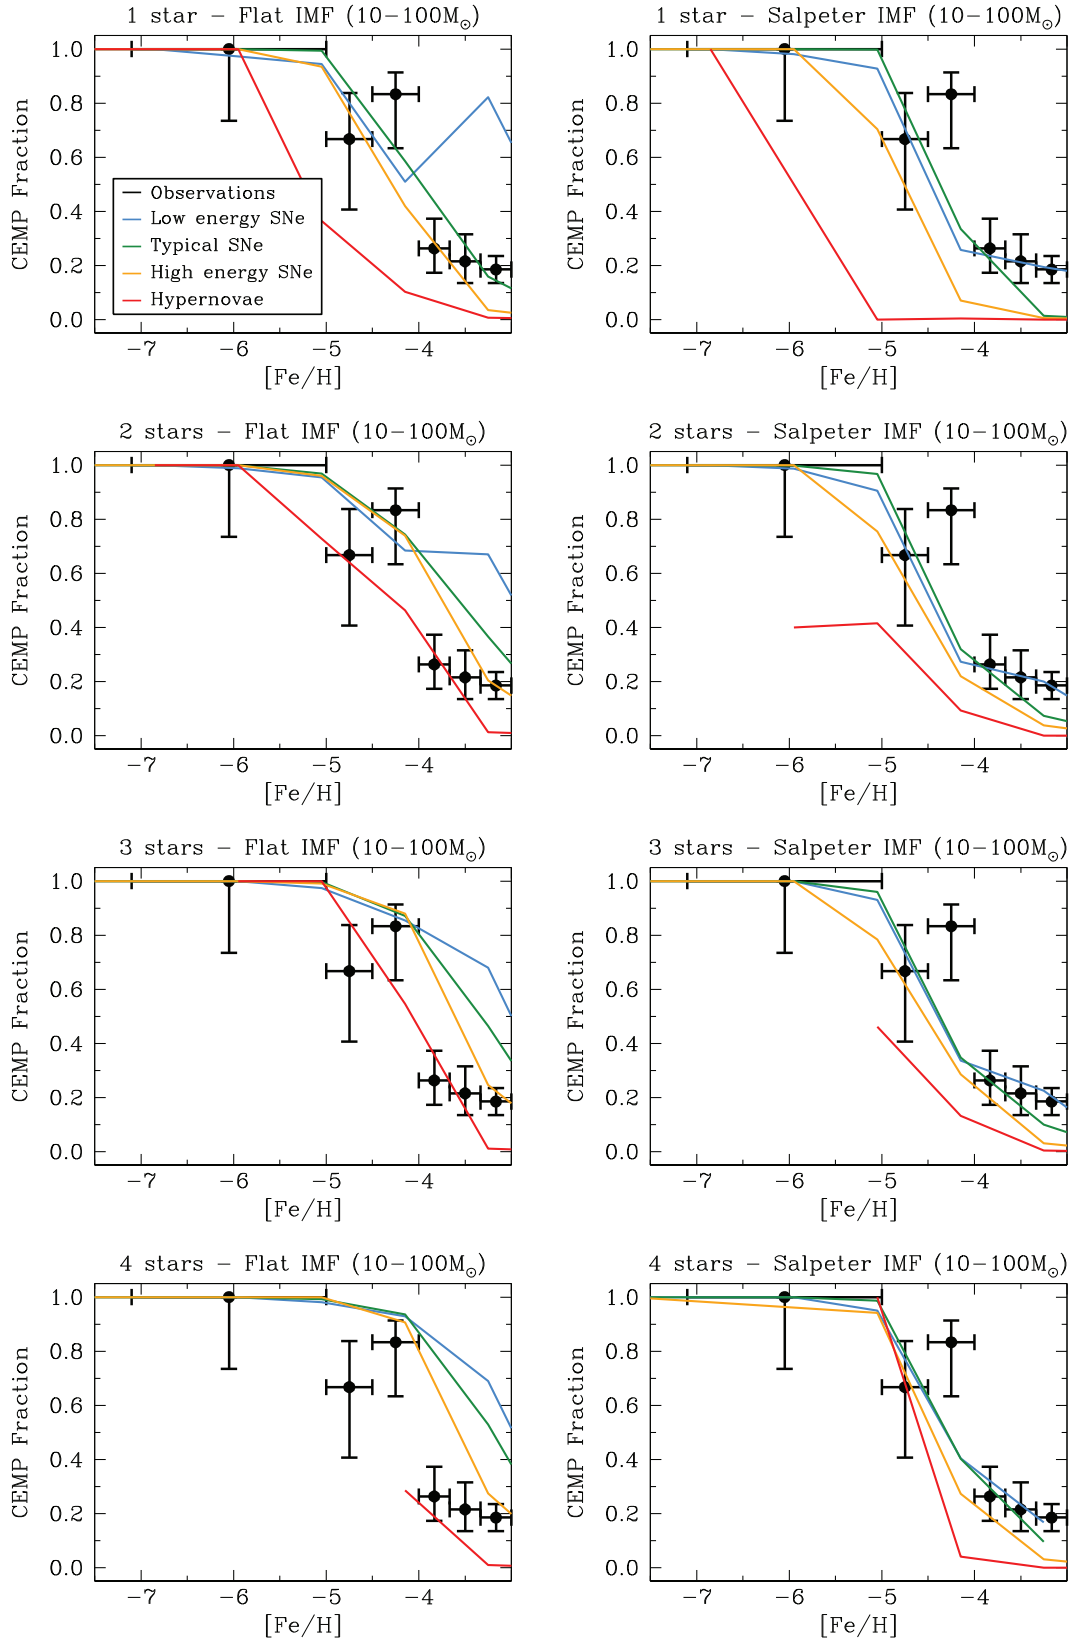 1 star − Flat IMF (10−100M⊙)
1.0
0.8
0.6
0.4
0.2
0.0
CEMP Fraction
Observations
Low energy SNe
Typical SNe
High energy SNe
Hypernovae
−7 −6 −5 −4
[Fe/H]
1 star − Salpeter IMF (10−100M⊙)
1.0
0.8
0.6
0.4
0.2
0.0
CEMP Fraction
−7 −6 −5 −4
[Fe/H]
2 stars − Flat IMF (10−100M⊙)
1.0
0.8
0.6
0.4
0.2
0.0
CEMP Fraction
−7 −6 −5 −4
[Fe/H]
2 stars − Salpeter IMF (10−100M⊙)
1.0
0.8
0.6
0.4
0.2
0.0
CEMP Fraction
−7 −6 −5 −4
[Fe/H]
3 stars − Flat IMF (10−100M⊙)
1.0
0.8
0.6
0.4
0.2
0.0
CEMP Fraction
−7 −6 −5 −4
[Fe/H]
3 stars − Salpeter IMF (10−100M⊙)
1.0
0.8
0.6
0.4
0.2
0.0
CEMP Fraction
−7 −6 −5 −4
[Fe/H]
4 stars − Flat IMF (10−100M⊙)
1.0
0.8
0.6
0.4
0.2
0.0
CEMP Fraction
−7 −6 −5 −4
[Fe/H]
4 stars − Salpeter IMF (10−100M⊙)
1.0
0.8
0.6
0.4
0.2
0.0
CEMP Fraction
−7 −6 −5 −4
[Fe/H]